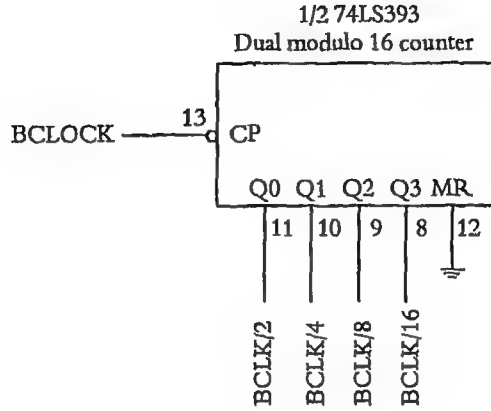 1/2 74LS393
Dual modulo 16 counter
13
BCLOCK
CP
Q0 Q1 Q2 Q3 MR
11 10 9 8 12
BCLK/2
BCLK/4
BCLK/8
BCLK/16